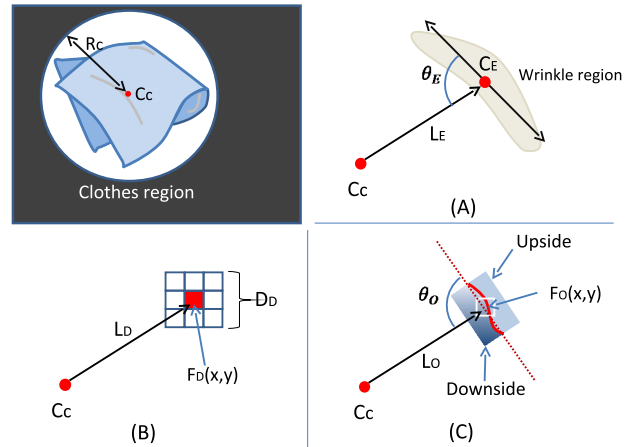 Rc
Cc
Clothes region
CE
θE
Wrinkle region
LE
Cc
(A)
DD
LD
FD(x,y)
Cc
(B)
Upside
θO
FO(x,y)
LO
Downside
Cc
(C)